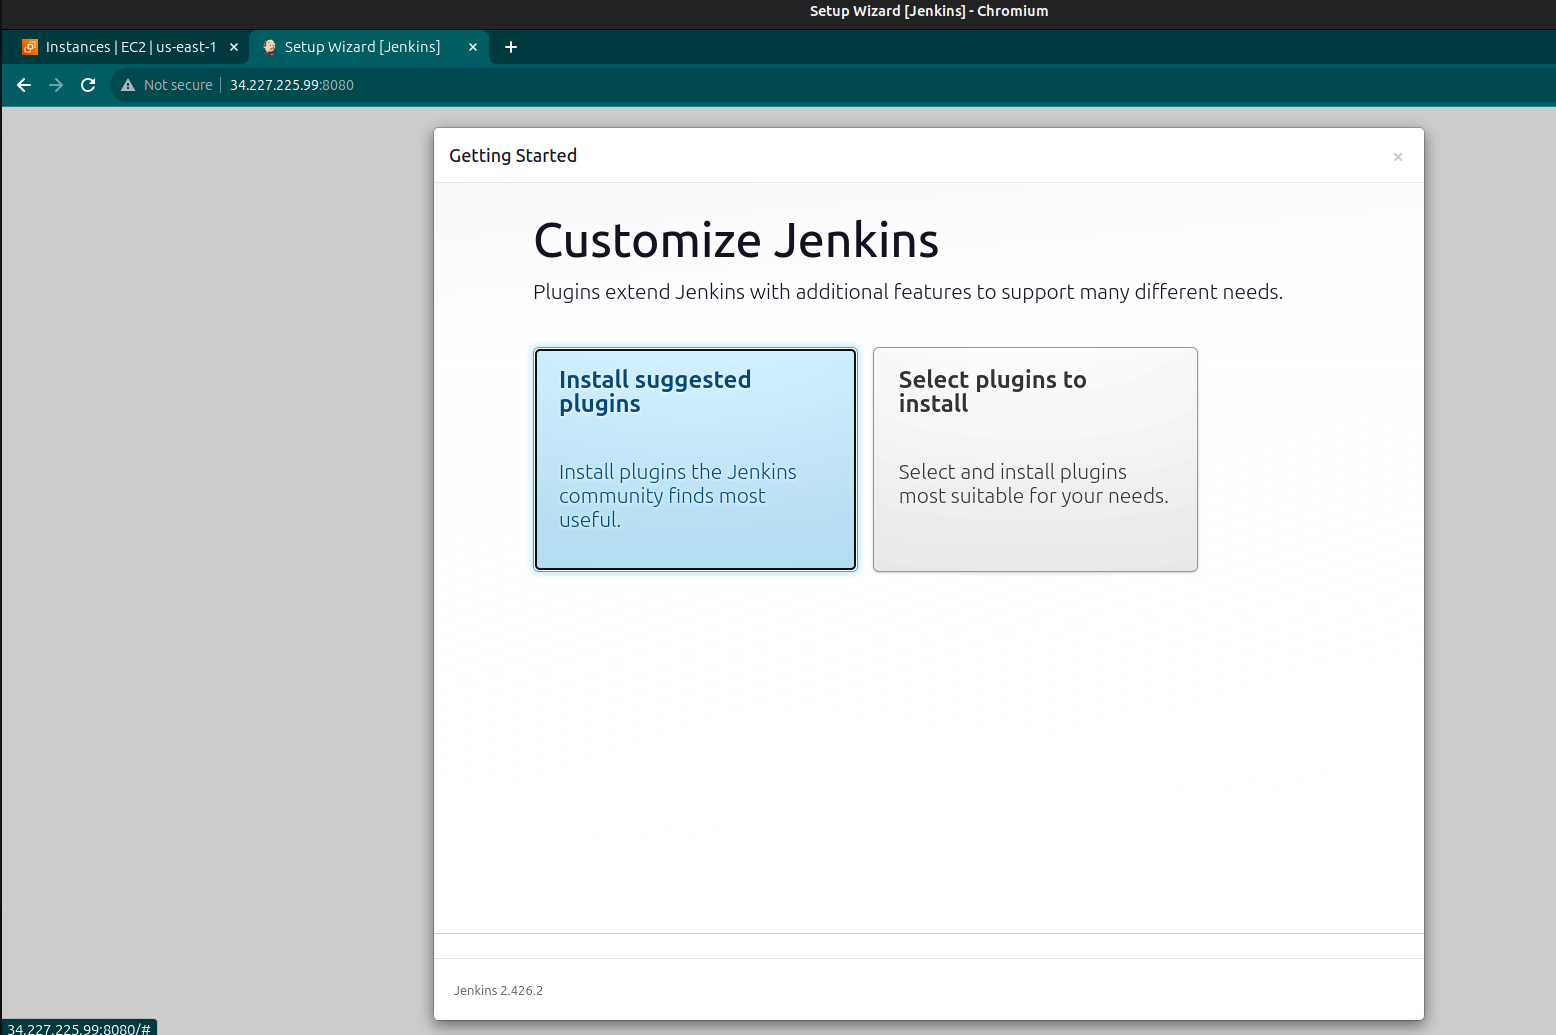 Setup Wizard [Jenkins] - Chromium
Instances | EC2 | us-east-1
Setup Wizard [Jenkins]
Not secure
34.227.225.99:8080
Getting Started
Customize Jenkins
Plugins extend Jenkins with additional features to support many different needs.
Install suggested
plugins
Install plugins the Jenkins
community finds most
useful.
Select plugins to
install
Select and install plugins
most suitable for your needs.
Jenkins 2.426.2
34.227.225.99:8080/#